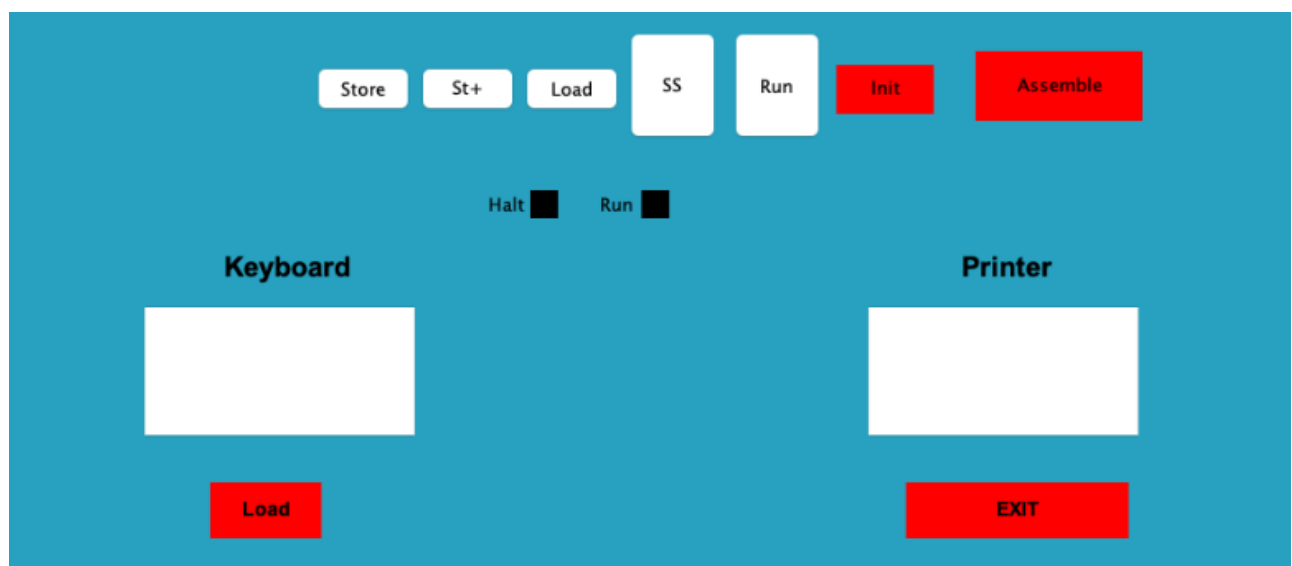 Store St+ Load SS Run Init Assemble
Halt Run
Keyboard Printer
Load EXIT